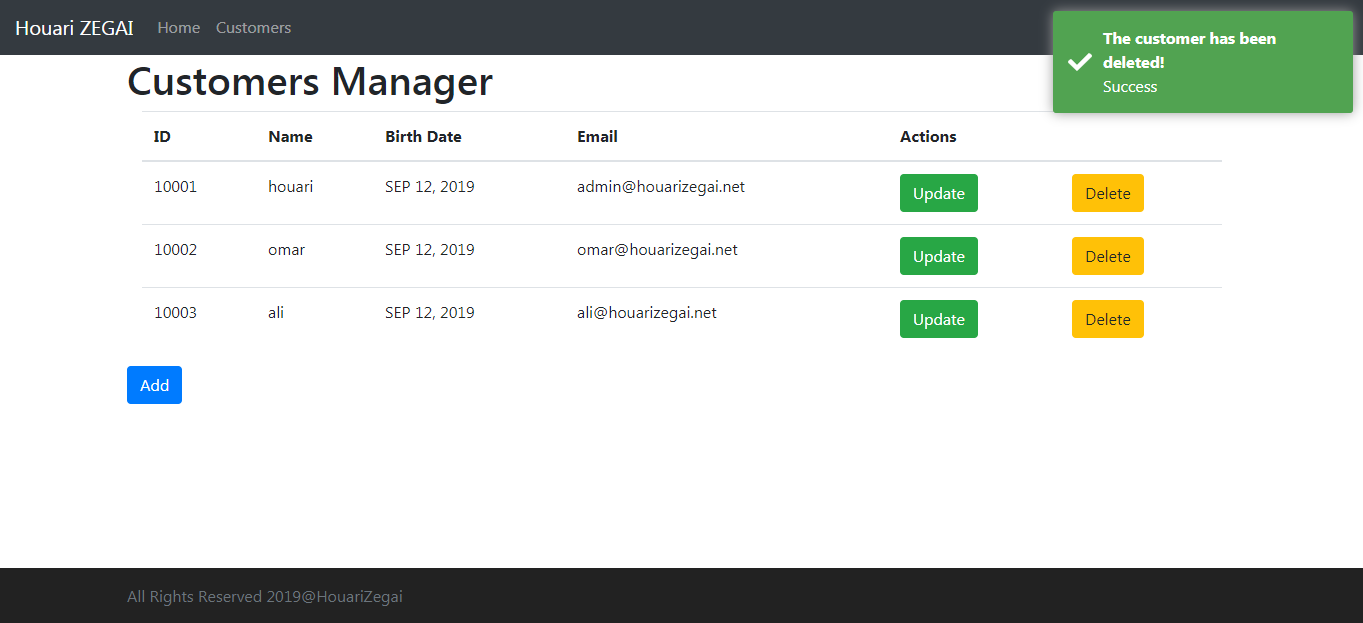 Houari ZEGAI Home Customers
The customer has been
deleted!
Success
Customers Manager
ID Name Birth Date Email Actions
10001 houari SEP 12, 2019 admin@houarizegai.net Update Delete
10002 omar SEP 12, 2019 omar@houarizegai.net Update Delete
10003 ali SEP 12, 2019 ali@houarizegai.net Update Delete
Add
All Rights Reserved 2019@HouariZegai